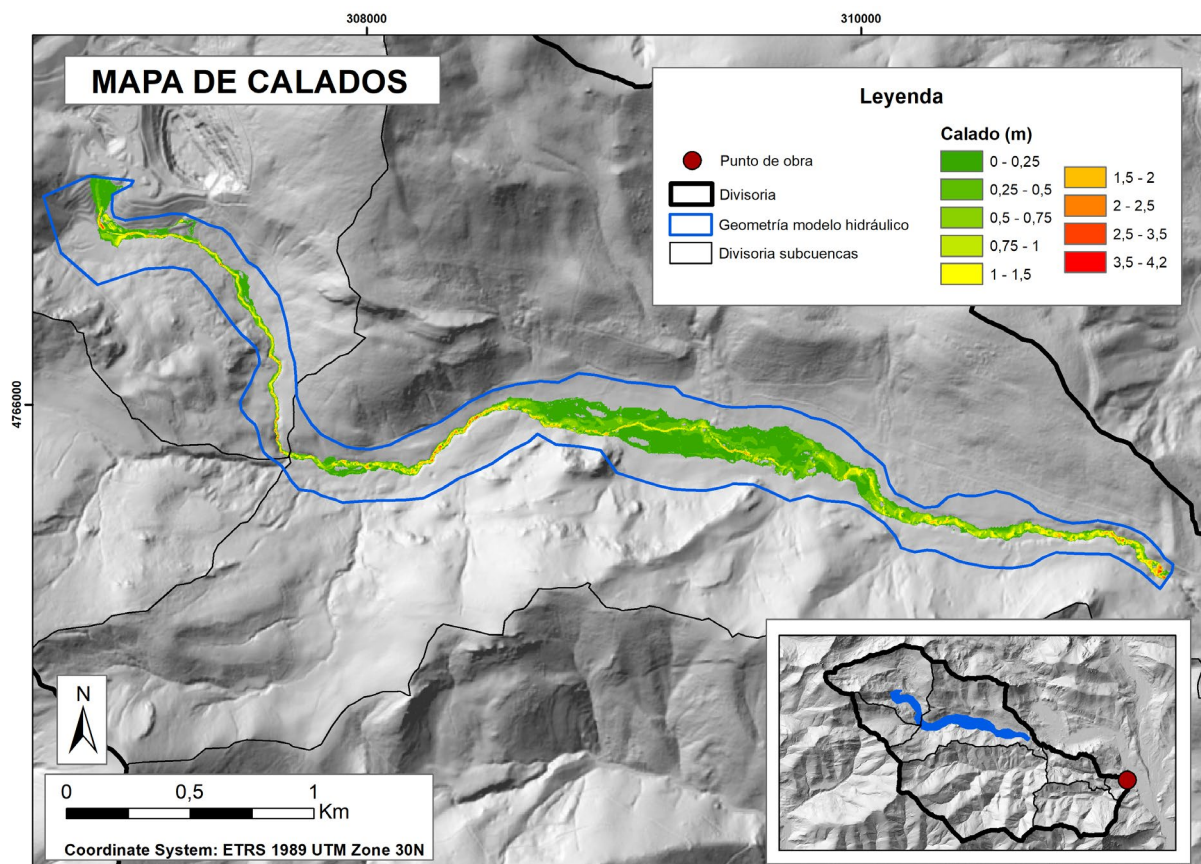 308000
310000
MAPA DE CALADOS
Leyenda
Punto de obra
Divisoria
Geometría modelo hidráulico
Divisoria subcuencas
Calado (m)
0 - 0,25
0,25 - 0,5
0,5 - 0,75
0,75 - 1
1 - 1,5
1,5 - 2
2 - 2,5
2,5 - 3,5
3,5 - 4,2
4766000
N
0 0,5 1
Km
Coordinate System: ETRS 1989 UTM Zone 30N